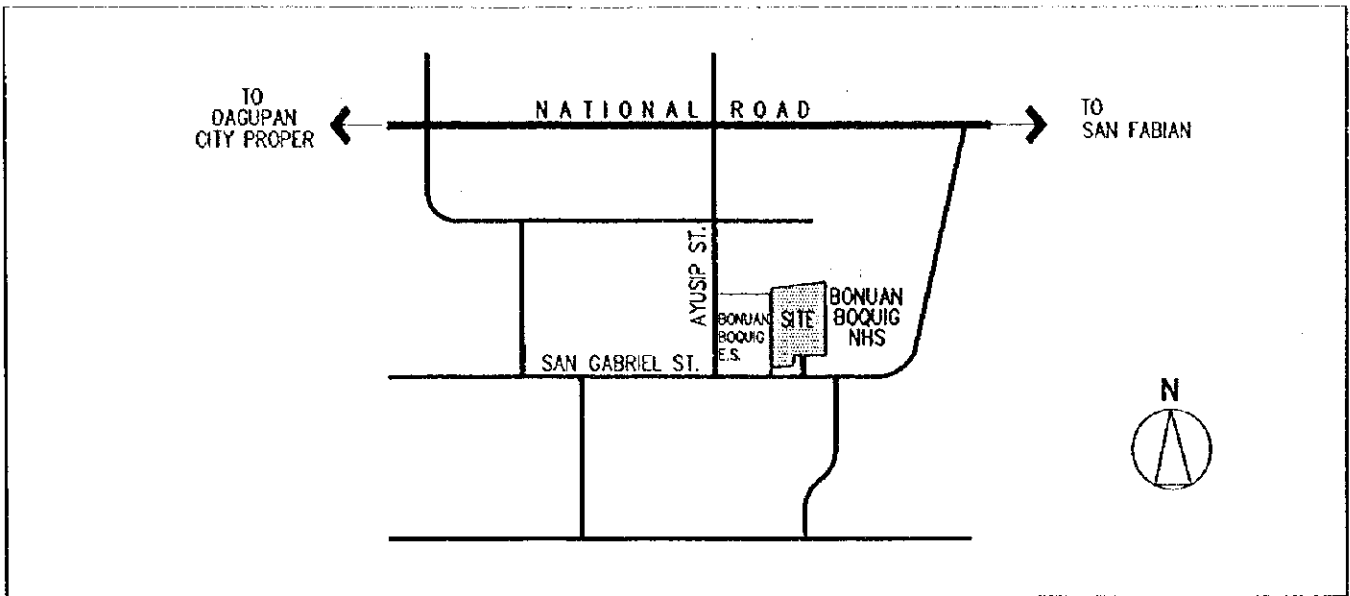 TO
DAGUPAN
CITY PROPER
NATIONAL ROAD
TO
SAN FABIAN
AYUSIP ST.
BONUAN
BOQUIG
E.S.
SITE
BONUAN
BOQUIG
NHS
SAN GABRIEL ST.
N